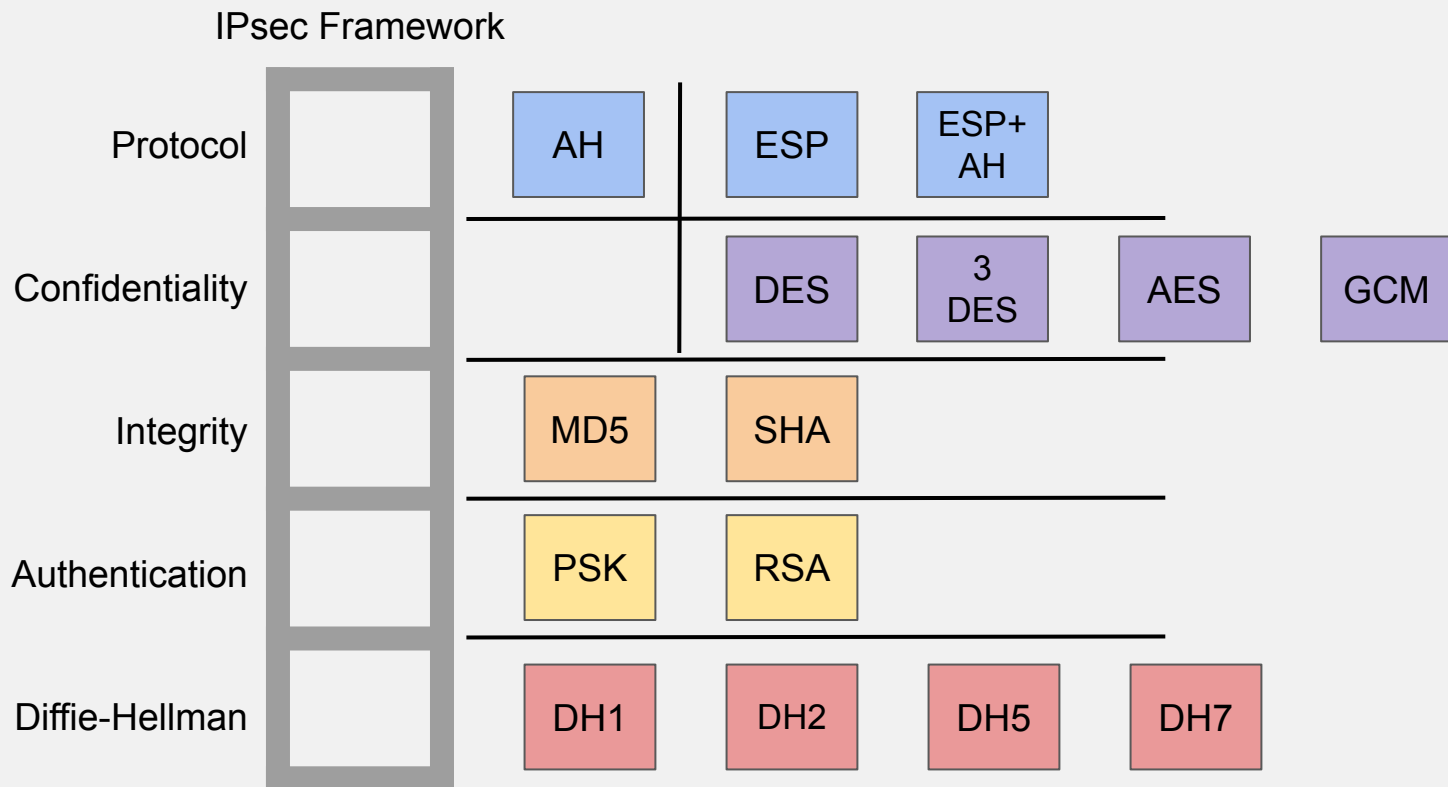 IPsec Framework
Protocol
AH
ESP
ESP+
AH
Confidentiality
DES
3
DES
AES
GCM
Integrity
MD5
SHA
Authentication
PSK
RSA
Diffie-Hellman
DH1
DH2
DH5
DH7